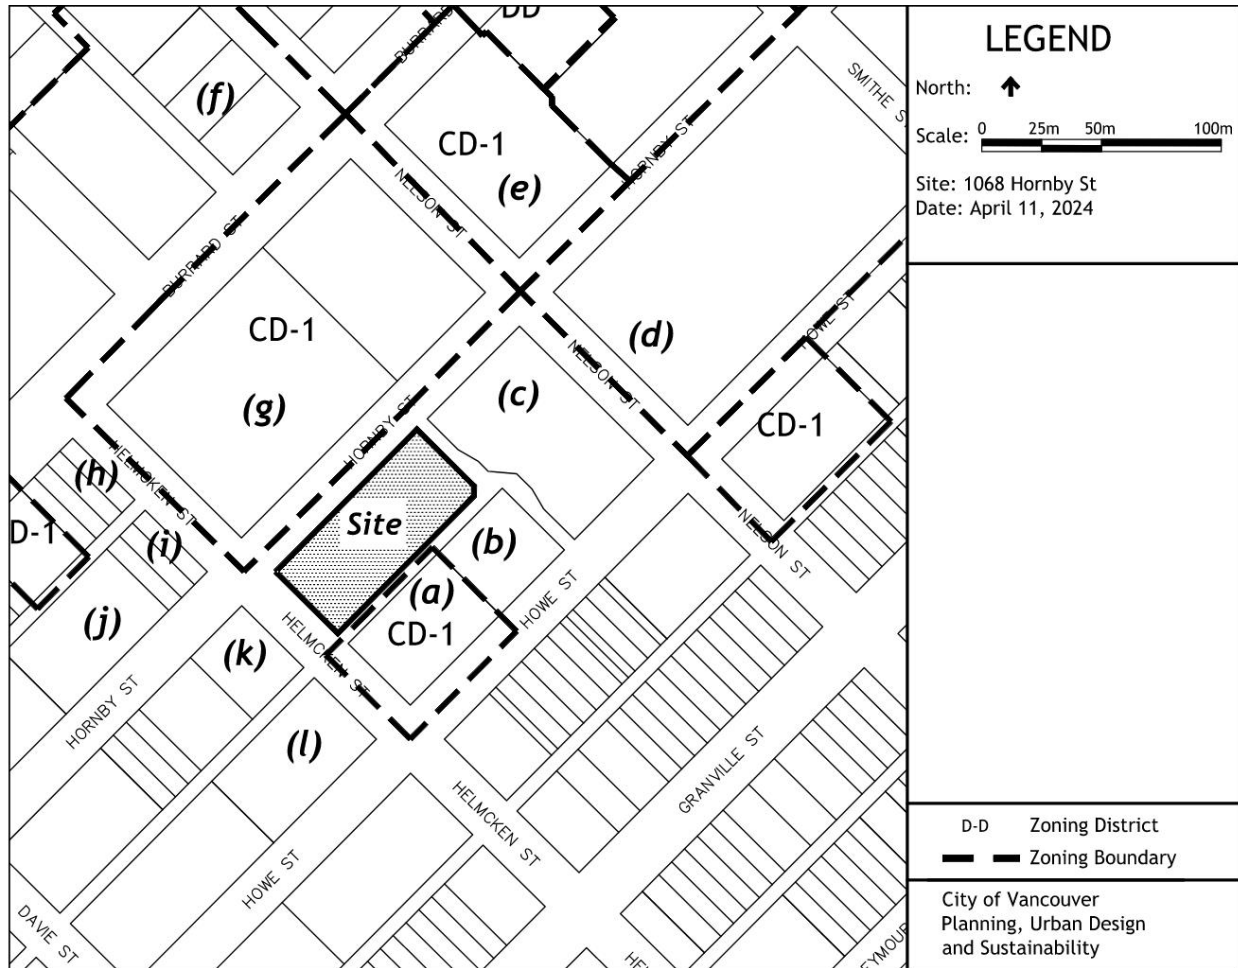 LEGEND
North:
Scale: 0 25m 50m 100m
Site: 1068 Hornby St
Date: April 11, 2024
D-D Zoning District
Zoning Boundary
City of Vancouver
Planning, Urban Design
and Sustainability
DD
BURRARD
SMITHE S
(f)
CD-1
(e)
HORNBY ST
NELSON ST
BURRARD ST
CD-1
(g)
(d)
HOWE ST
NELSON ST
(c)
CD-1
HORNBY ST
HELMCKEN ST
(h)
D-1
(i)
(j)
Site
(b)
(a)
CD-1
NELSON ST
HOWE ST
HELMCKEN ST
(k)
HORNBY ST
(l)
GRANVILLE ST
HELMCKEN ST
HOWE ST
DAVIE ST
HE
EYMOUR